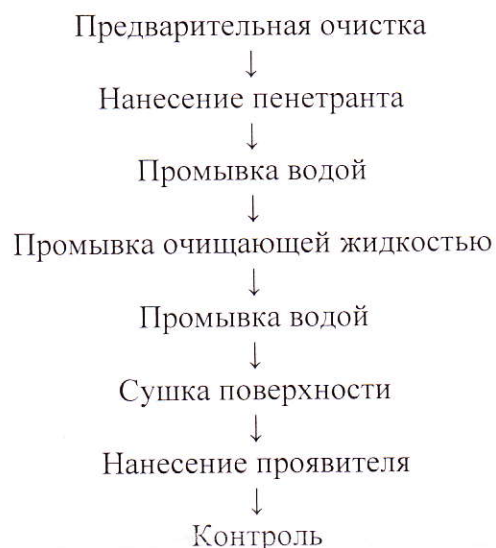 Предварительная очистка
↓
Нанесение пенетранта
↓
Промывка водой
↓
Промывка очищающей жидкостью
↓
Промывка водой
↓
Сушка поверхности
↓
Нанесение проявителя
↓
Контроль